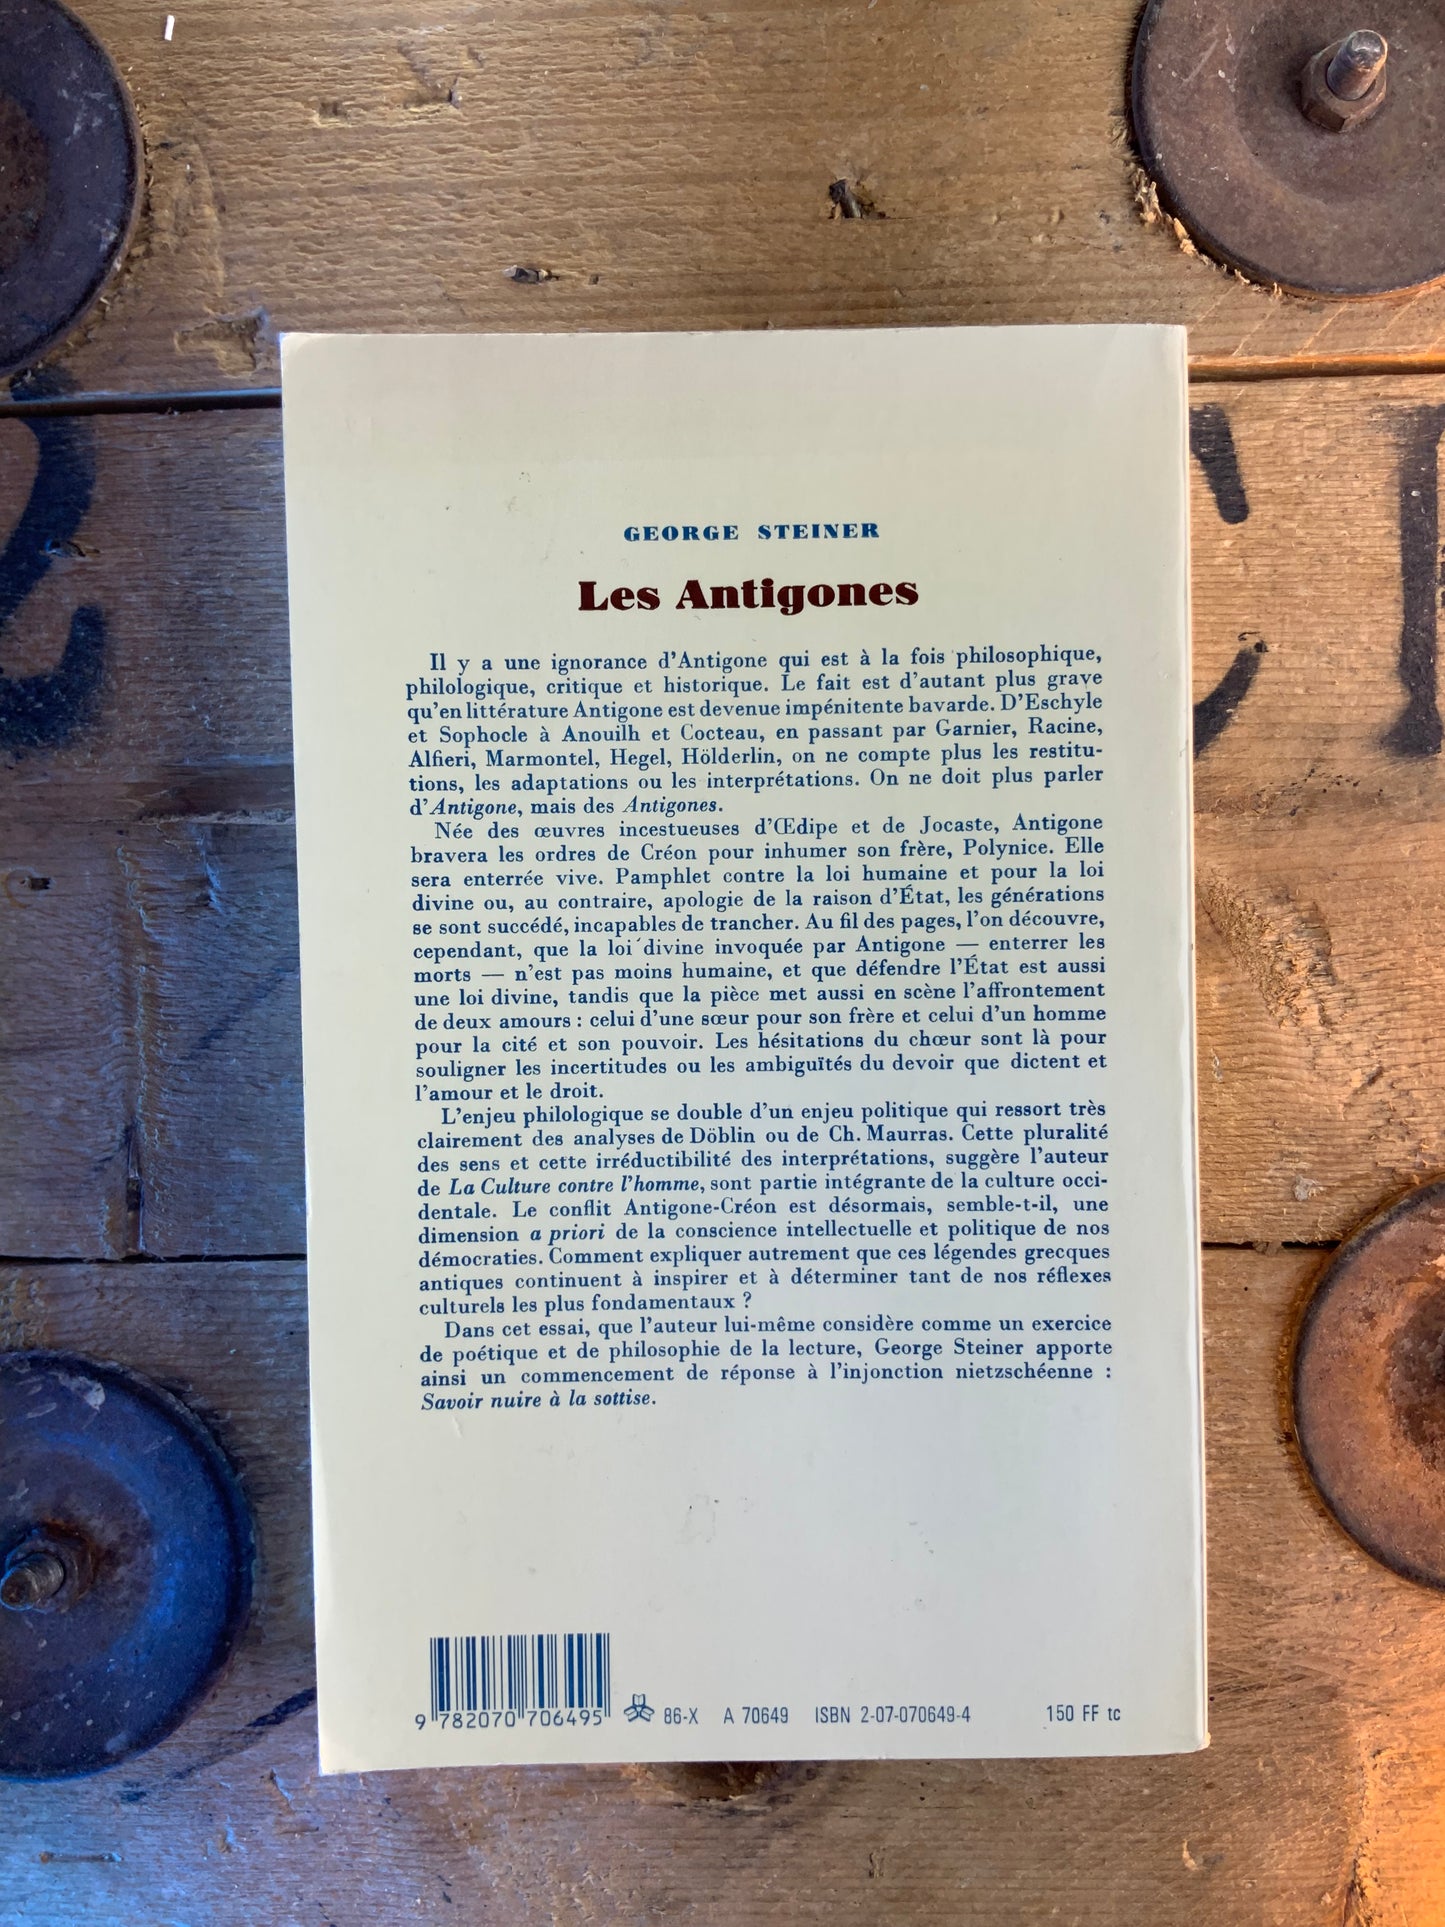 GEORGE STEINER
Les Antigones
Il y a une ignorance d'Antigone qui est à la fois philosophique,
philologique, critique et historique. Le fait est d'autant plus grave
qu'en littérature Antigone est devenue impénitente bavarde. D'Eschyle
et Sophocle à Anouilh et Cocteau, en passant par Garnier, Racine,
Alfieri, Marmontel, Hegel, Hölderlin, on ne compte plus les restitu-
tions, les adaptations ou les interprétations. On ne doit plus parler
d'Antigone, mais des Antigones.
Née des œuvres incestueuses d'Œdipe et de Jocaste, Antigone
bravera les ordres de Créon pour inhumer son frère, Polynice. Elle
sera enterrée vive. Pamphlet contre la loi humaine et pour la loi
divine ou, au contraire, apologie de la raison d'État, les générations
se sont succédé, incapables de trancher. Au fil des pages, l'on découvre,
cependant, que la loi divine invoquée par Antigone — enterrer les
morts — n'est pas moins humaine, et que défendre l'État est aussi
une loi divine, tandis que la pièce met aussi en scène l'affrontement
de deux amours : celui d'une sœur pour son frère et celui d'un homme
pour la cité et son pouvoir. Les hésitations du chœur sont là pour
souligner les incertitudes ou les ambiguïtés du devoir que dictent et
l'amour et le droit.
L'enjeu philologique se double d'un enjeu politique qui ressort très
clairement des analyses de Döblin ou de Ch. Maurras. Cette pluralité
des sens et cette irréductibilité des interprétations, suggère l'auteur
de La Culture contre l'homme, sont partie intégrante de la culture occi-
dentale. Le conflit Antigone-Créon est désormais, semble-t-il, une
dimension a priori de la conscience intellectuelle et politique de nos
démocraties. Comment expliquer autrement que ces légendes grecques
antiques continuent à inspirer et à déterminer tant de nos réflexes
culturels les plus fondamentaux ?
Dans cet essai, que l'auteur lui-même considère comme un exercice
de poétique et de philosophie de la lecture, George Steiner apporte
ainsi un commencement de réponse à l'injonction nietzschéenne :
Savoir nuire à la sottise.
9 782070 706495 86-X A 70649 ISBN 2-07-070649-4 150 FF tc